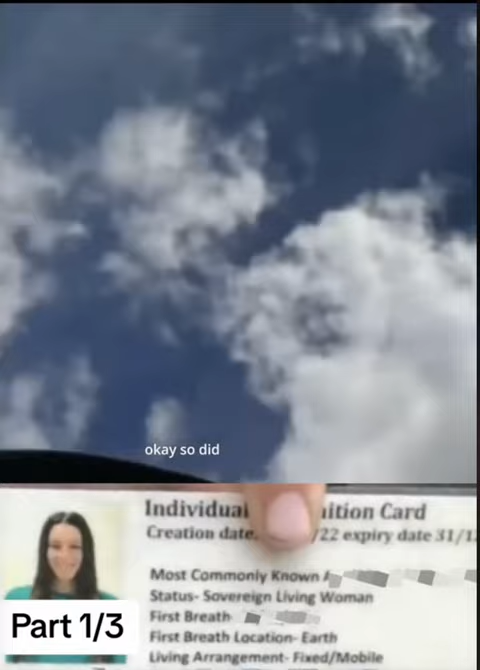 okay so did
Individual ition Card
Creation date. /22 expiry date 31/1
Most Commonly Known
Status- Sovereign Living Woman
First Breath
First Breath Location- Earth
Living Arrangement- Fixed/Mobile
Part 1/3